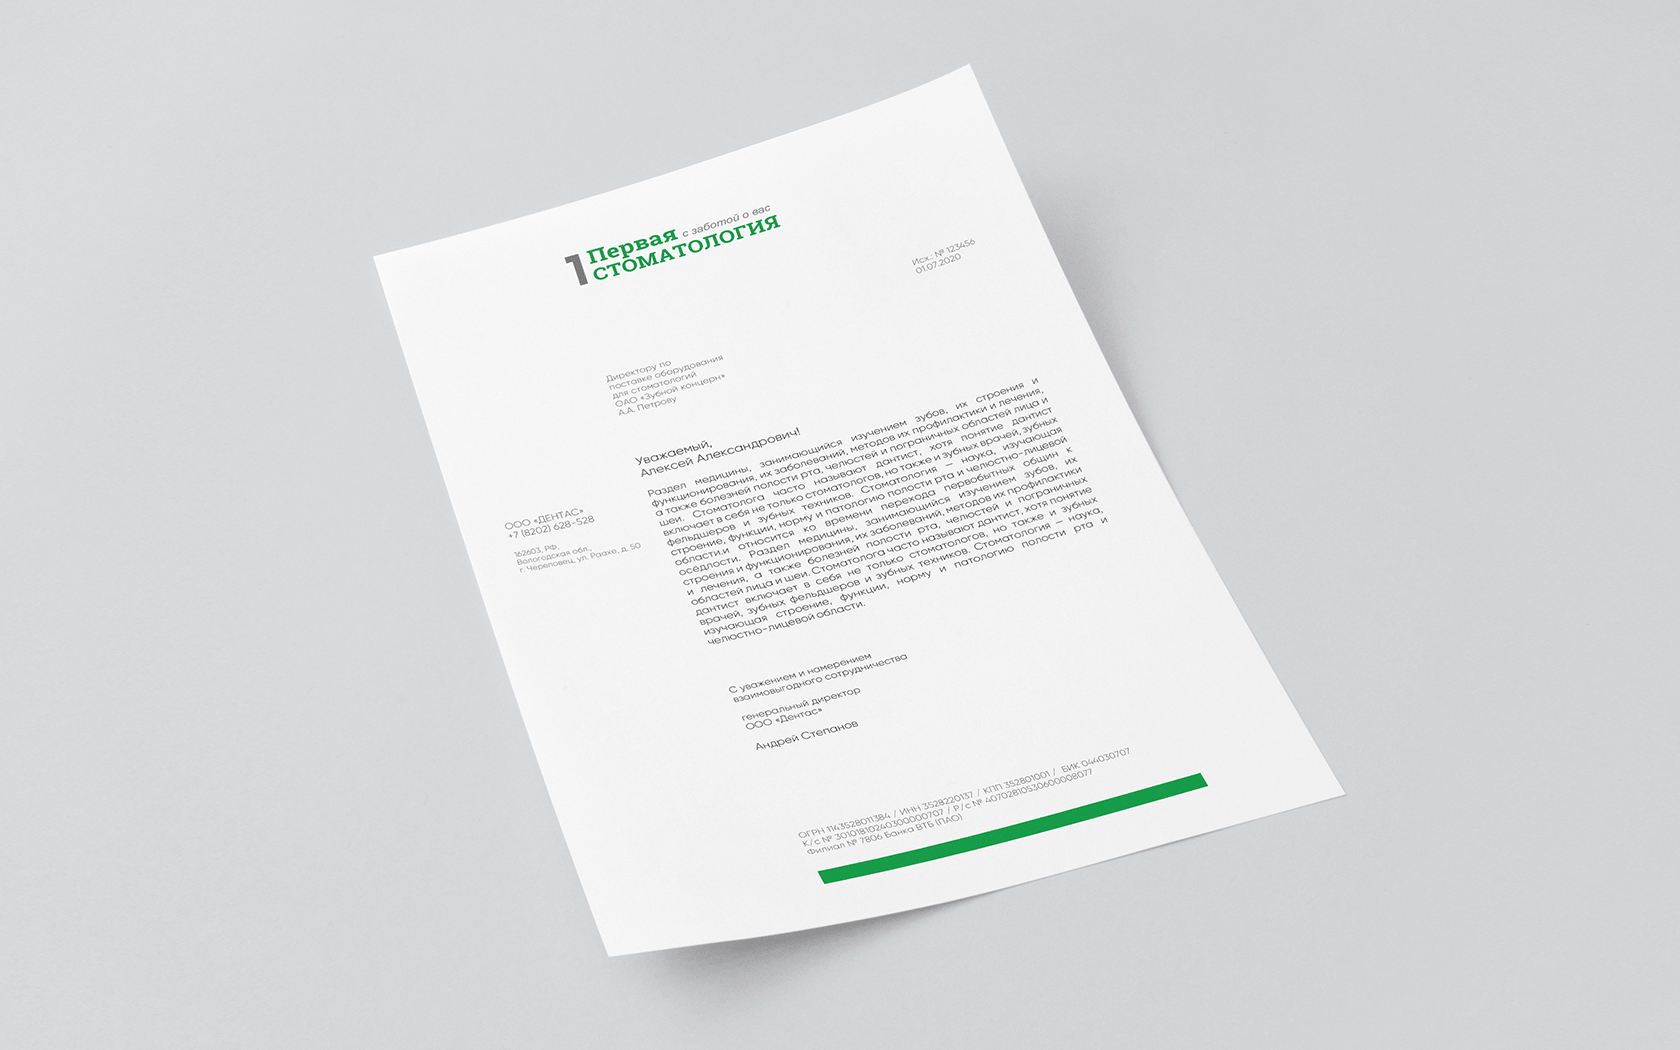 1 Первая с заботой о вас
СТОМАТОЛОГИЯ
Исх.: № 123456
01.07.2020
Директору по
поставке оборудования
для стоматологий
ОАО «Зубной концерн»
А.А. Петрову
Уважаемый,
Алексей Александрович!
Раздел медицины, занимающийся изучением зубов, их строения и
функционирования, их заболеваний, методов их профилактики и лечения,
а также болезней полости рта, челюстей и пограничных областей лица и
шеи. Стоматолога часто называют дантист, хотя понятие дантист
включает в себя не только стоматологов, но также и зубных врачей, зубных
фельдшеров и зубных техников. Стоматология — наука, изучающая
строение, функции, норму и патологию полости рта и челюстно-лицевой
области.и относится ко времени перехода первобытных общин к
осёдлости. Раздел медицины, занимающийся изучением зубов, их
строения и функционирования, их заболеваний, методов их профилактики
и лечения, а также болезней полости рта, челюстей и пограничных
областей лица и шеи. Стоматолога часто называют дантист, хотя понятие
дантист включает в себя не только стоматологов, но также и зубных
врачей, зубных фельдшеров и зубных техников. Стоматология — наука,
изучающая строение, функции, норму и патологию полости рта и
челюстно-лицевой области.
ООО «ДЕНТАС»
+7 (8202) 628-528
162603, РФ,
Вологодская обл.,
г. Череповец, ул. Раахе, д. 50
С уважением и намерением
взаимовыгодного сотрудничества
генеральный директор
ООО «Дентас»
Андрей Степанов
ОГРН 1143528011384 / ИНН 3528220137 / КПП 352801001 / БИК 044030707
К/с № 30101810240300000707 / Р/с № 40702810530600008077
Филиал № 7806 Банка ВТБ (ПАО)